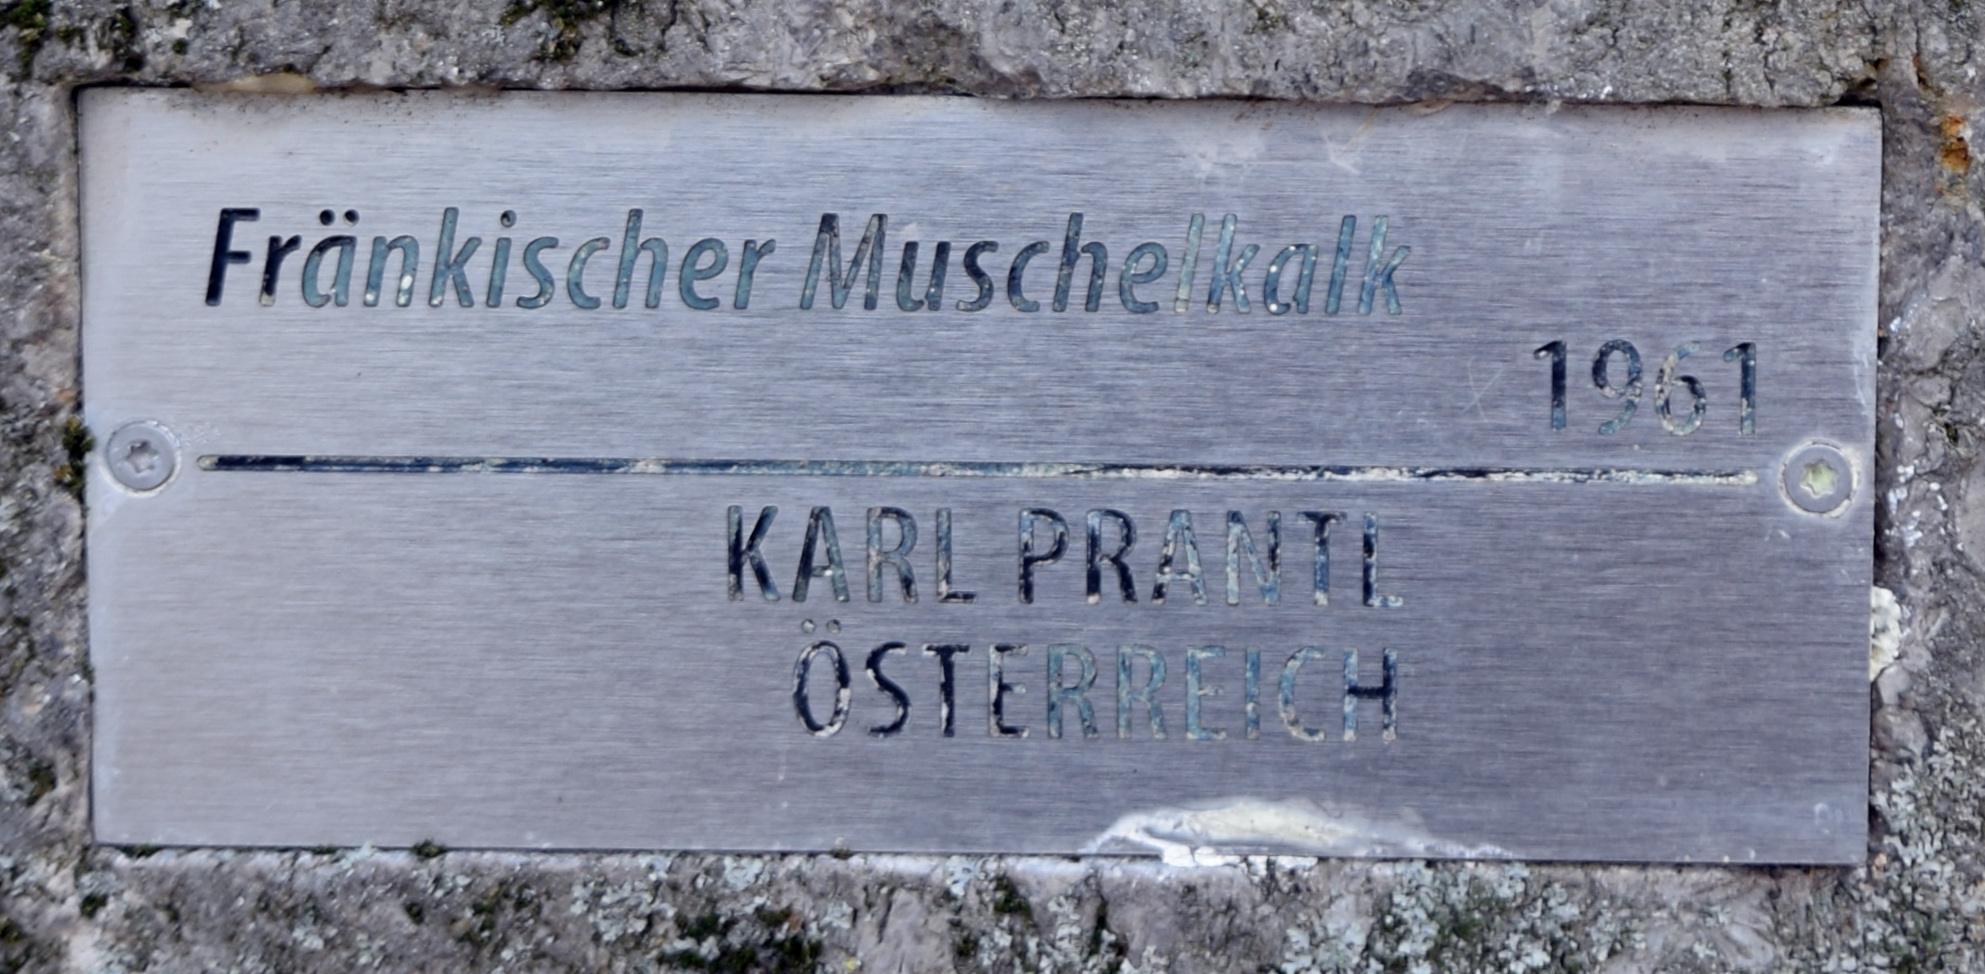 Fränkischer Muschelkalk
1961
KARL PRANTL
ÖSTERREICH